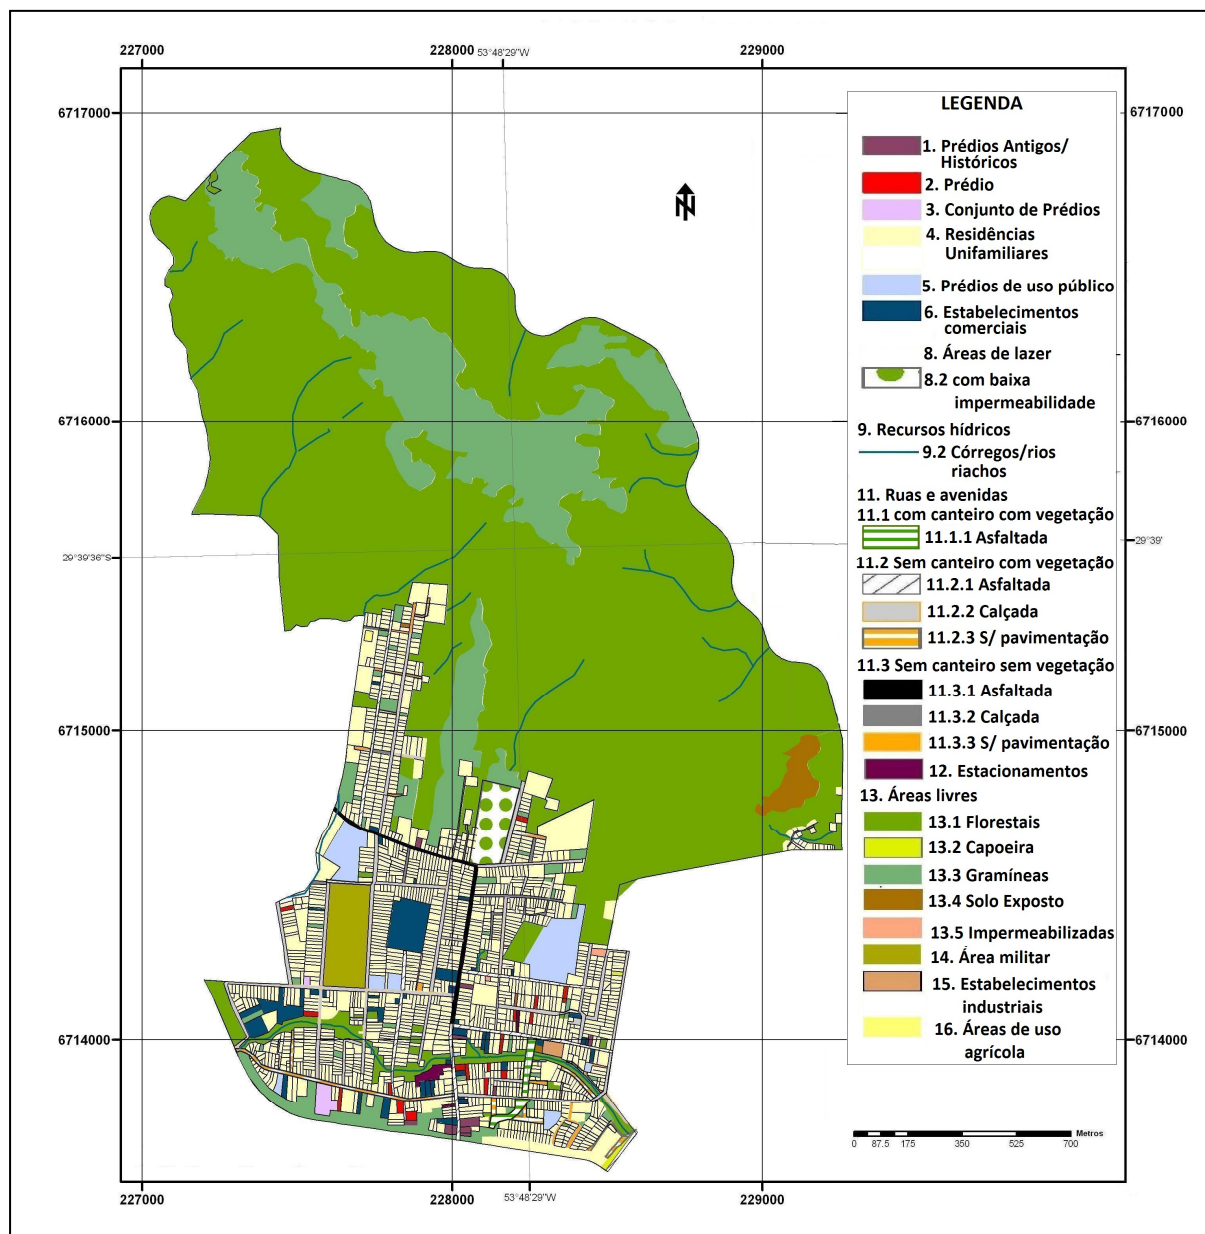 227000 228000 53°48'29"W 229000
6717000 6717000
LEGENDA
1. Prédios Antigos/
Históricos
2. Prédio
3. Conjunto de Prédios
4. Residências
Unifamiliares
5. Prédios de uso público
6. Estabelecimentos
comerciais
8. Áreas de lazer
8.2 com baixa
impermeabilidade
N
6716000 6716000
9. Recursos hídricos
9.2 Córregos/rios
riachos
11. Ruas e avenidas
11.1 com canteiro com vegetação
11.1.1 Asfaltada
29°39'36"S 29°39'
11.2 Sem canteiro com vegetação
11.2.1 Asfaltada
11.2.2 Calçada
11.2.3 S/ pavimentação
11.3 Sem canteiro sem vegetação
11.3.1 Asfaltada
11.3.2 Calçada
6715000 6715000
11.3.3 S/ pavimentação
12. Estacionamentos
13. Áreas livres
13.1 Florestais
13.2 Capoeira
13.3 Gramíneas
13.4 Solo Exposto
13.5 Impermeabilizadas
14. Área militar
15. Estabelecimentos
industriais
16. Áreas de uso
agrícola
6714000 6714000
Metros
0 87.5 175 350 525 700
227000 228000 53°48'29"W 229000